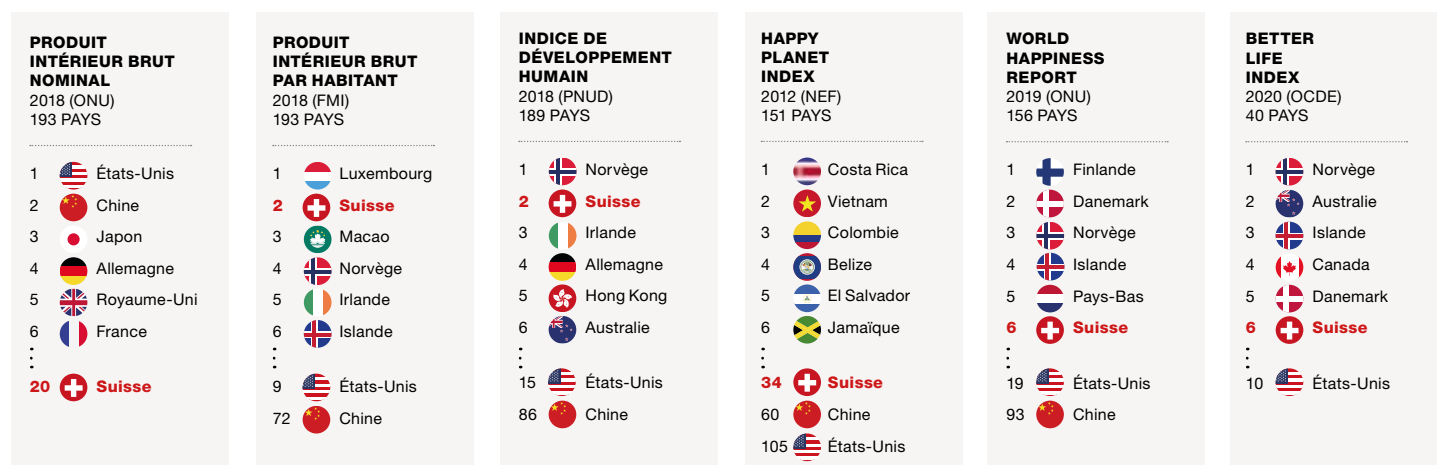 PRODUIT
INTÉRIEUR BRUT
NOMINAL
2018 (ONU)
193 PAYS
1 États-Unis
2 Chine
3 Japon
4 Allemagne
5 Royaume-Uni
6 France
20 Suisse
PRODUIT
INTÉRIEUR BRUT
PAR HABITANT
2018 (FMI)
193 PAYS
1 Luxembourg
2 Suisse
3 Macao
4 Norvège
5 Irlande
6 Islande
9 États-Unis
72 Chine
INDICE DE
DÉVELOPPEMENT
HUMAIN
2018 (PNUD)
189 PAYS
1 Norvège
2 Suisse
3 Irlande
4 Allemagne
5 Hong Kong
6 Australie
15 États-Unis
86 Chine
HAPPY
PLANET
INDEX
2012 (NEF)
151 PAYS
1 Costa Rica
2 Vietnam
3 Colombie
4 Belize
5 El Salvador
6 Jamaïque
34 Suisse
60 Chine
105 États-Unis
WORLD
HAPPINESS
REPORT
2019 (ONU)
156 PAYS
1 Finlande
2 Danemark
3 Norvège
4 Islande
5 Pays-Bas
6 Suisse
19 États-Unis
93 Chine
BETTER
LIFE
INDEX
2020 (OCDE)
40 PAYS
1 Norvège
2 Australie
3 Islande
4 Canada
5 Danemark
6 Suisse
10 États-Unis